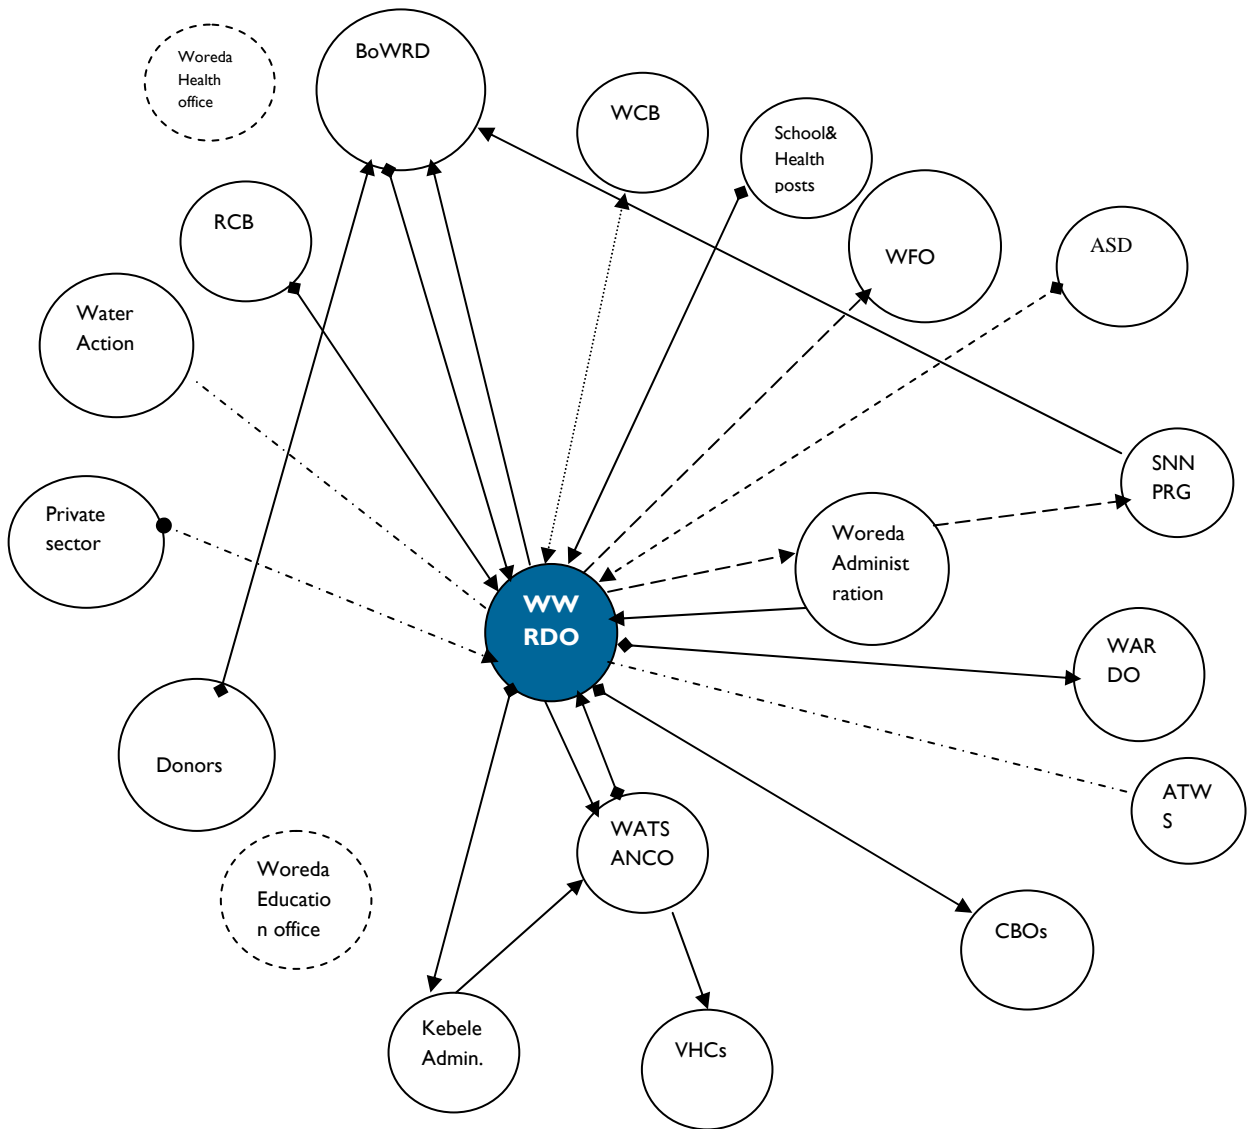 BoWRD
Woreda
Health
office
WCB
School&
Health
posts
RCB
WFO
ASD
Water
Action
SNN
PRG
Private
sector
Woreda
Administ
ration
WW
RDO
WAR
DO
Donors
ATW
S
WATS
ANCO
Woreda
Educatio
n office
CBOs
Kebele
Admin.
VHCs